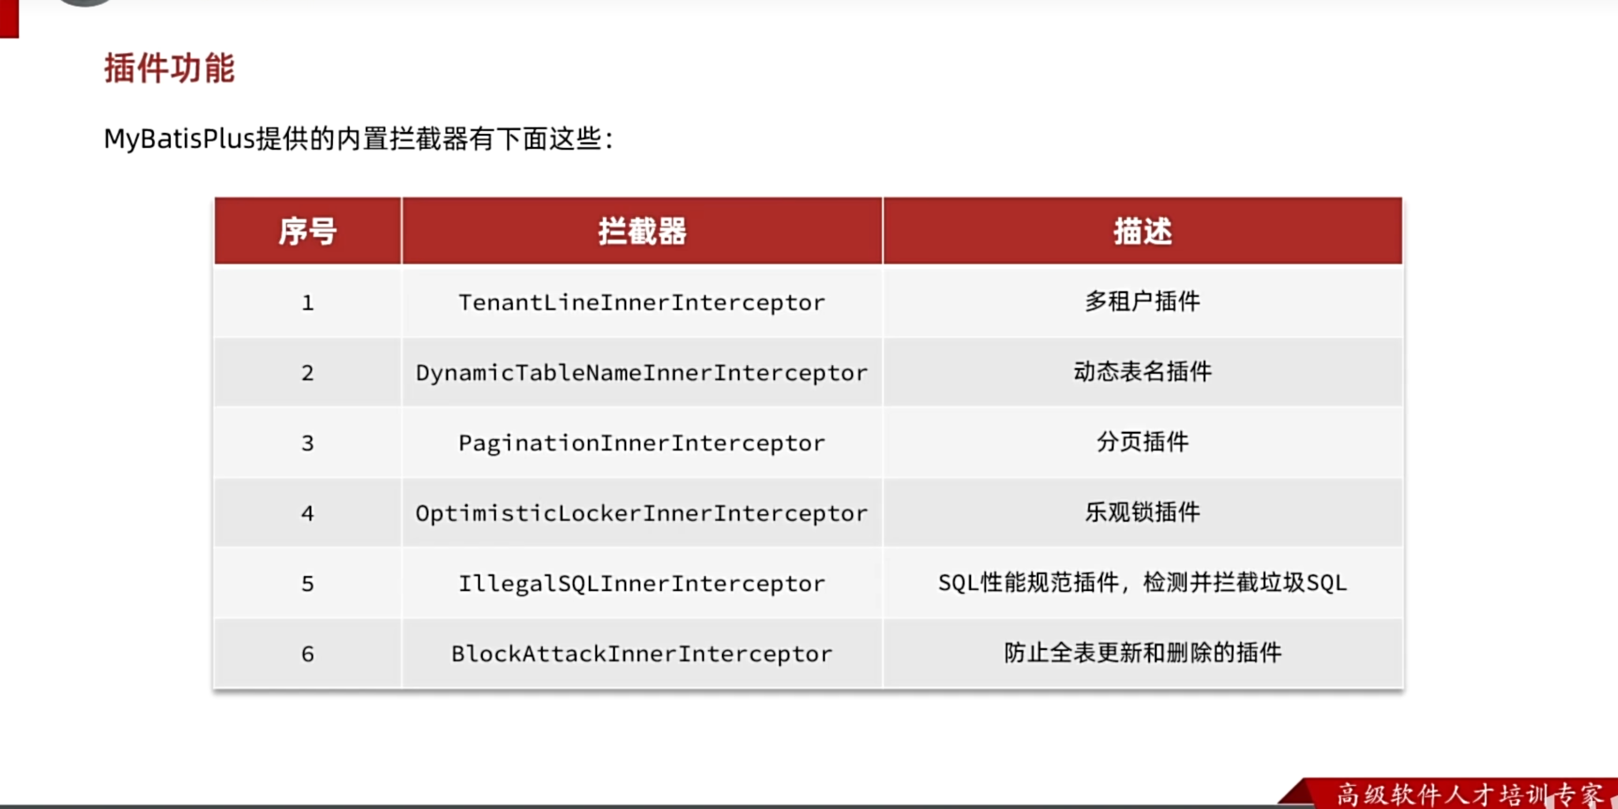 插件功能
MyBatisPlus提供的内置拦截器有下面这些：
序号 拦截器 描述
1 TenantLineInnerInterceptor 多租户插件
2 DynamicTableNameInnerInterceptor 动态表名插件
3 PaginationInnerInterceptor 分页插件
4 OptimisticLockerInnerInterceptor 乐观锁插件
5 IllegalSQLInnerInterceptor SQL性能规范插件，检测并拦截垃圾SQL
6 BlockAttackInnerInterceptor 防止全表更新和删除的插件
高级软件人才培训专家